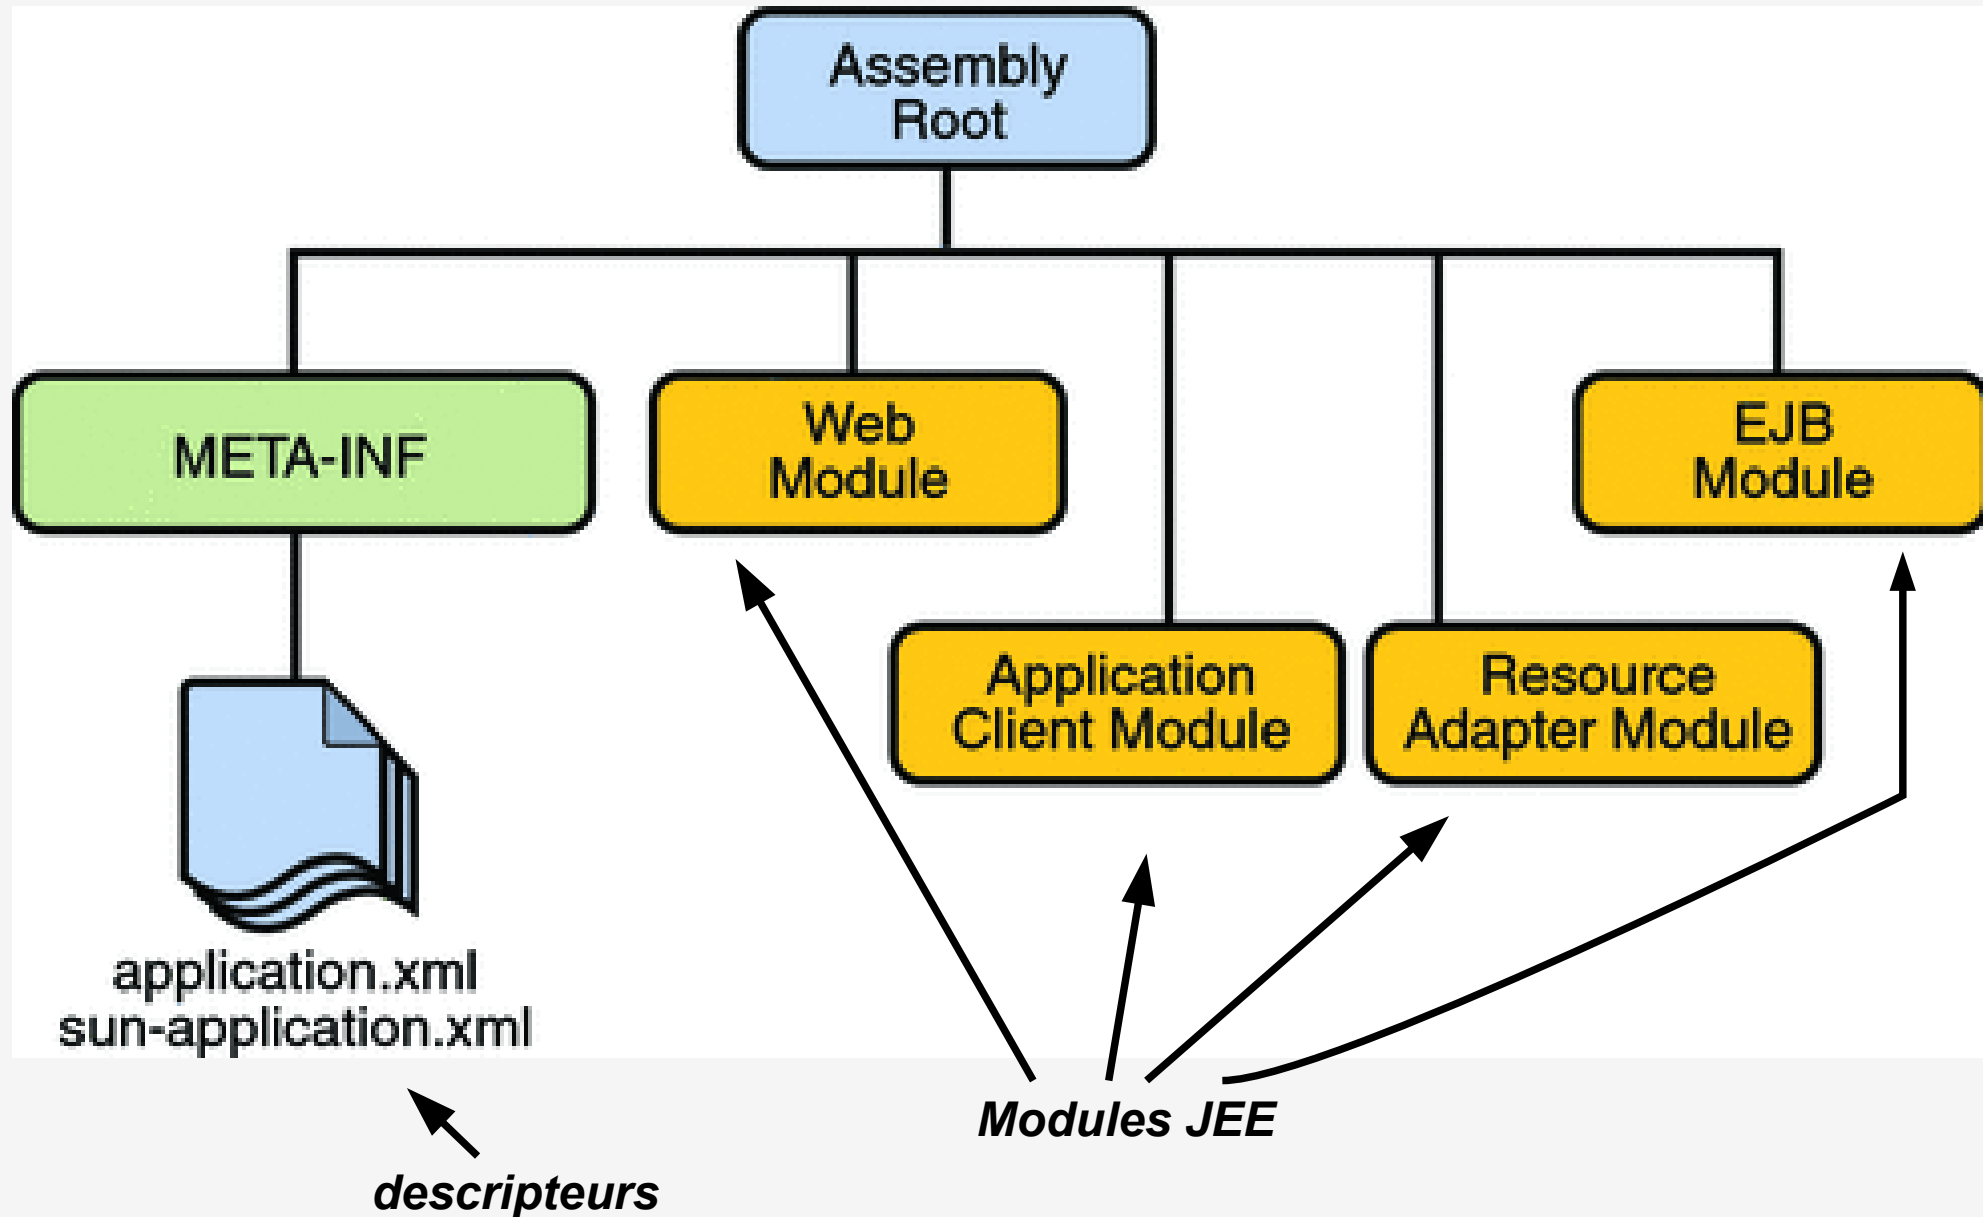 Assembly
Root
META-INF
Web
Module
EJB
Module
Application
Client Module
Resource
Adapter Module
application.xml
sun-application.xml
Modules JEE
descripteurs